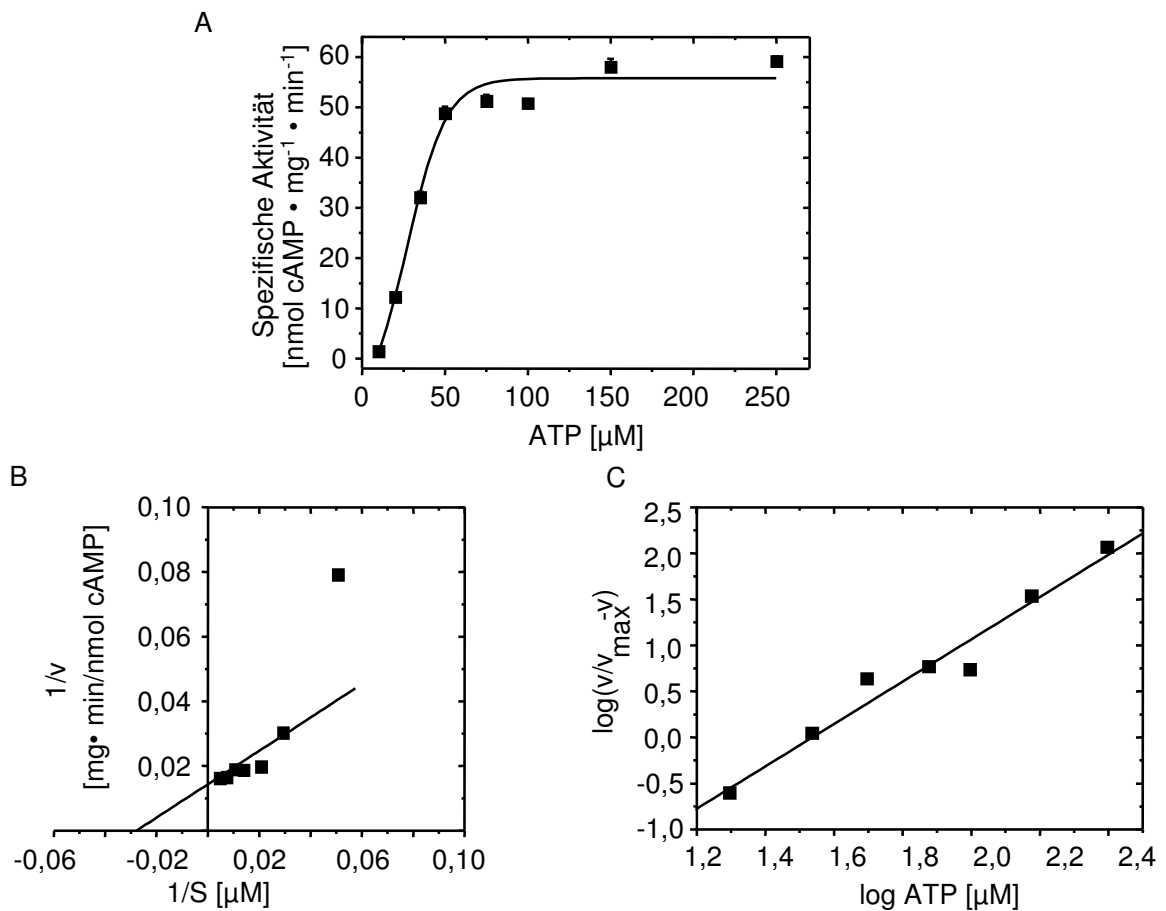 A
Spezifische Aktivität
[nmol cAMP • mg⁻¹ • min⁻¹]
60
50
40
30
20
10
0
0 50 100 150 200 250
ATP [µM]
B
1/v
[mg• min/nmol cAMP]
0,10
0,08
0,06
0,04
0,02
-0,06 -0,02 0,02 0,06 0,10
1/S [µM]
C
log(v/vmax-v)
2,5
2,0
1,5
1,0
0,5
0,0
-0,5
-1,0
1,2 1,4 1,6 1,8 2,0 2,2 2,4
log ATP [µM]